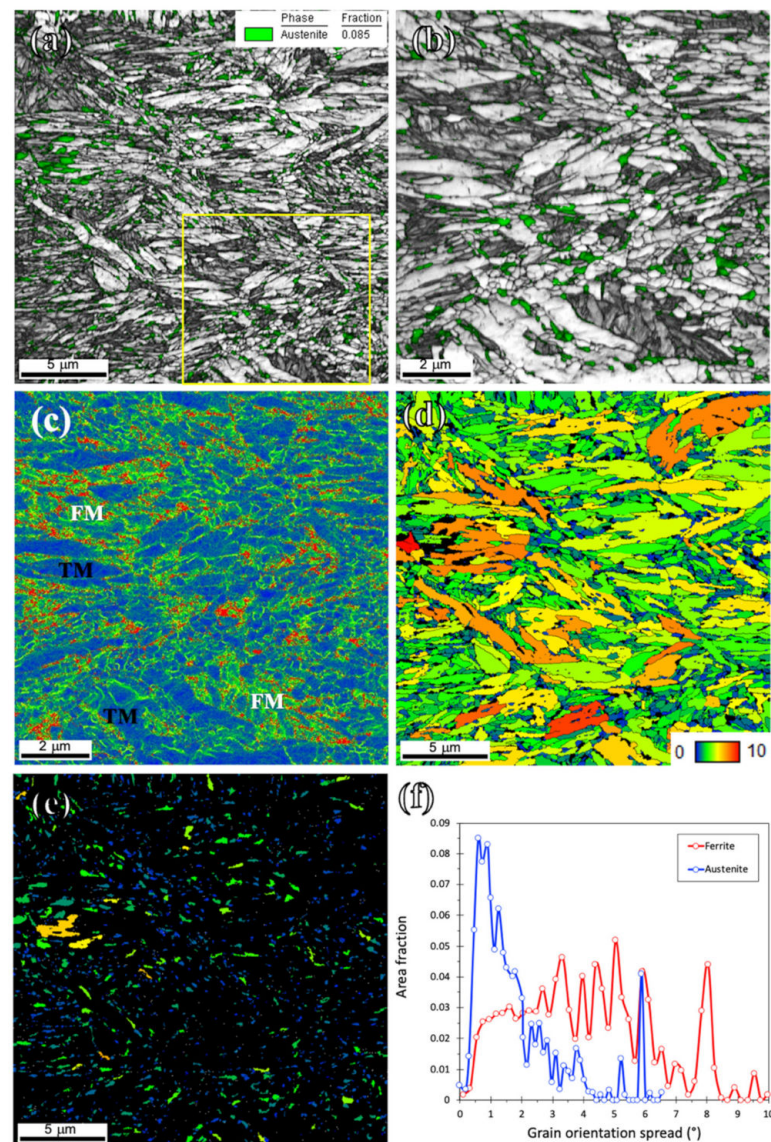 (a)
Phase Fraction
Austenite 0.085
5 µm
(b)
2 µm
(c)
FM
TM
FM
TM
2 µm
(d)
5 µm
0 10
(e)
5 µm
(f)
Ferrite
Austenite
Area fraction
0.09
0.08
0.07
0.06
0.05
0.04
0.03
0.02
0.01
0
0 1 2 3 4 5 6 7 8 9 10
Grain orientation spread (°)